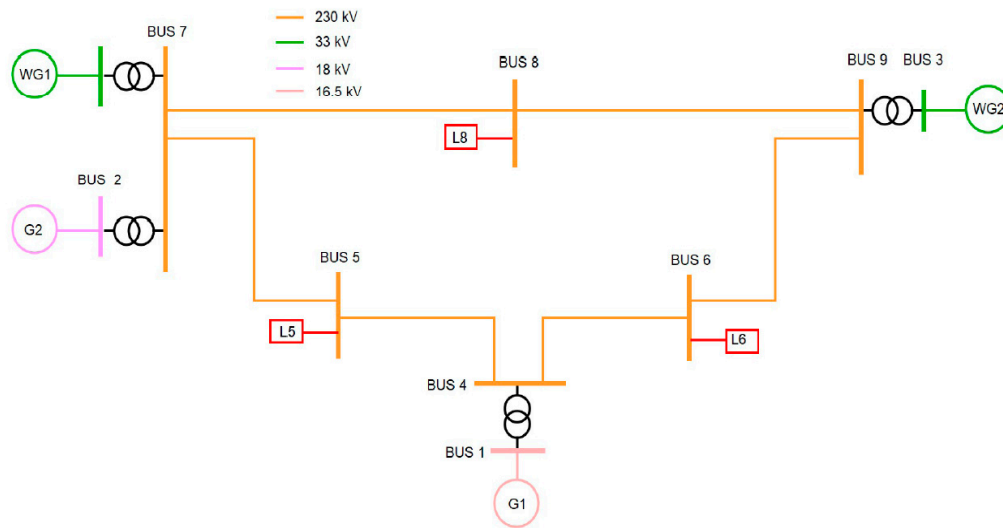 230 kV
33 kV
18 kV
16.5 kV
BUS 7
BUS 8
BUS 9
BUS 3
WG1
WG2
L8
BUS 2
G2
BUS 5
BUS 6
L5
L6
BUS 4
BUS 1
G1